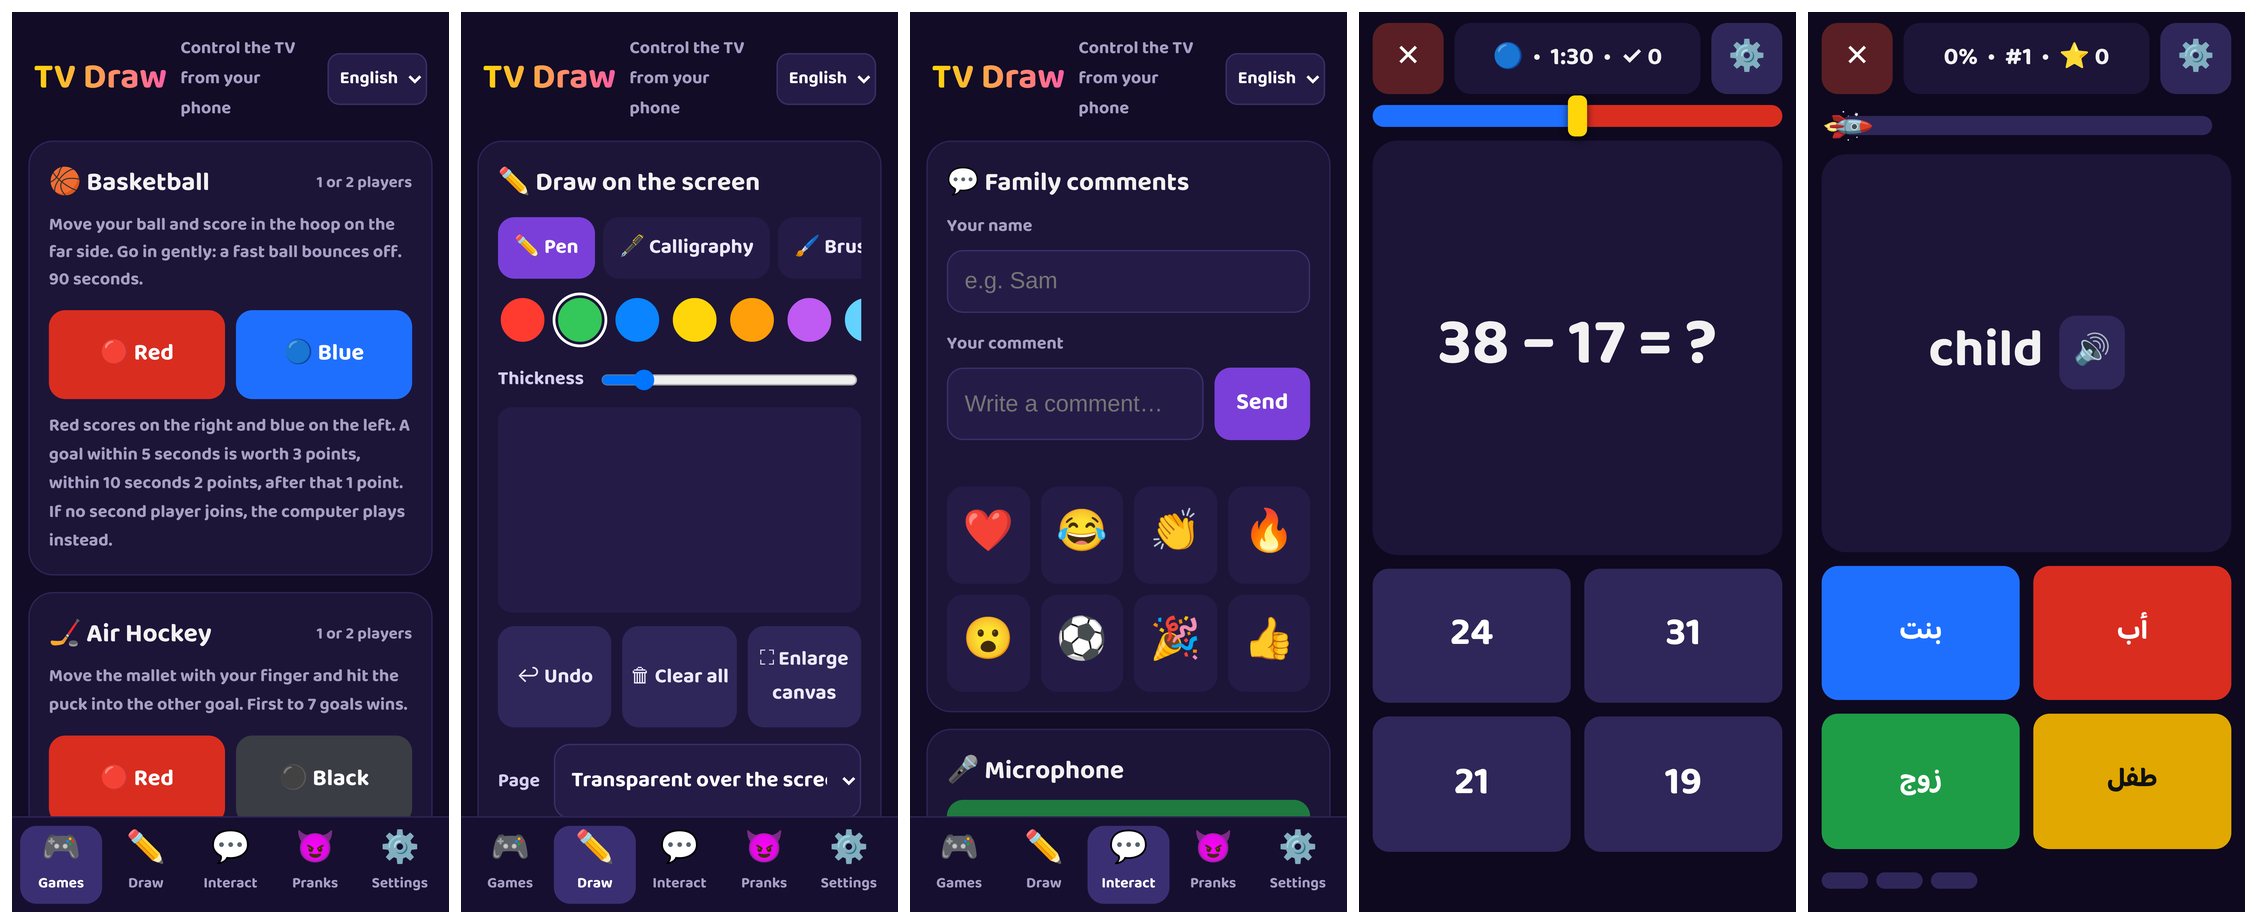 TV Draw
Control the TV
from your
phone
English
🏀 Basketball
1 or 2 players
Move your ball and score in the hoop on the
far side. Go in gently: a fast ball bounces off.
90 seconds.
🔴 Red
🔵 Blue
Red scores on the right and blue on the left. A
goal within 5 seconds is worth 3 points,
within 10 seconds 2 points, after that 1 point.
If no second player joins, the computer plays
instead.
🏒 Air Hockey
1 or 2 players
Move the mallet with your finger and hit the
puck into the other goal. First to 7 goals wins.
🔴 Red
⚫ Black
Games
Draw
Interact
Pranks
Settings
TV Draw
Control the TV
from your
phone
English
✏️ Draw on the screen
✏️ Pen
🖋️ Calligraphy
🖌️ Brus
Thickness
↩ Undo
🗑 Clear all
⛶ Enlarge
canvas
Page
Transparent over the scree
Games
Draw
Interact
Pranks
Settings
TV Draw
Control the TV
from your
phone
English
💬 Family comments
Your name
e.g. Sam
Your comment
Write a comment…
Send
🎤 Microphone
Games
Draw
Interact
Pranks
Settings
✕
🔵 • 1:30 • ✓ 0
38 − 17 = ?
24
31
21
19
✕
0% • #1 • ⭐ 0
child
بنت
أب
زوج
طفل